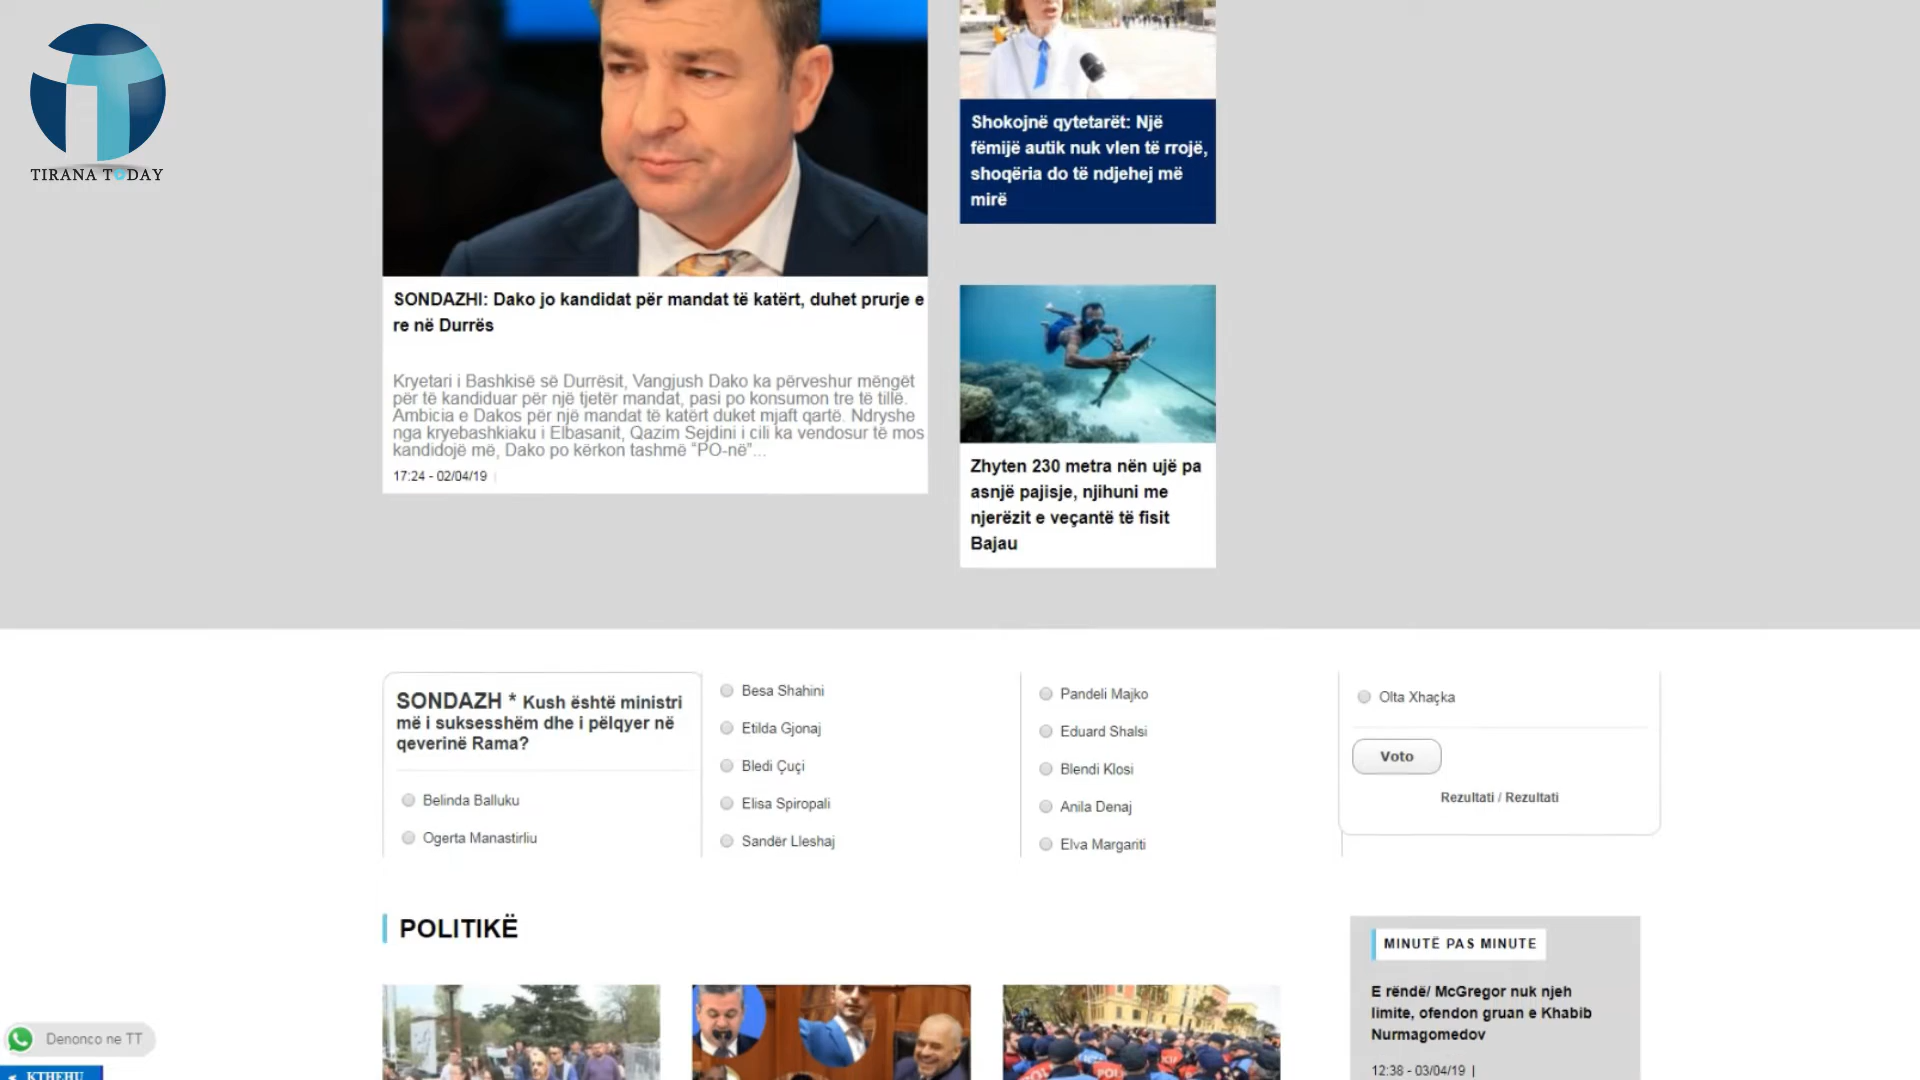 TIRANA TODAY
Shokojnë qytetarët: Një
fëmijë autik nuk vlen të rrojë,
shoqëria do të ndjehej më
mirë
SONDAZHI: Dako jo kandidat për mandat të katërt, duhet prurje e
re në Durrës
Kryetari i Bashkisë së Durrësit, Vangjush Dako ka përveshur mëngët
për të kandiduar për një tjetër mandat, pasi po konsumon tre të tillë.
Ambicia e Dakos për një mandat të katërt duket mjaft qartë. Ndryshe
nga kryebashkiaku i Elbasanit, Qazim Sejdini i cili ka vendosur të mos
kandidojë më, Dako po kërkon tashmë “PO-në”...
17:24 - 02/04/19 |
Zhyten 230 metra nën ujë pa
asnjë pajisje, njihuni me
njerëzit e veçantë të fisit
Bajau
SONDAZH * Kush është ministri
më i suksesshëm dhe i pëlqyer në
qeverinë Rama?
Belinda Balluku
Ogerta Manastirliu
Besa Shahini
Etilda Gjonaj
Bledi Çuçi
Elisa Spiropali
Sandër Lleshaj
Pandeli Majko
Eduard Shalsi
Blendi Klosi
Anila Denaj
Elva Margariti
Olta Xhaçka
Voto
Rezultati / Rezultati
POLITIKË
MINUTË PAS MINUTE
E rëndë/ McGregor nuk njeh
limite, ofendon gruan e Khabib
Nurmagomedov
12:38 - 03/04/19 |
Denonco ne TT
KTHEHU